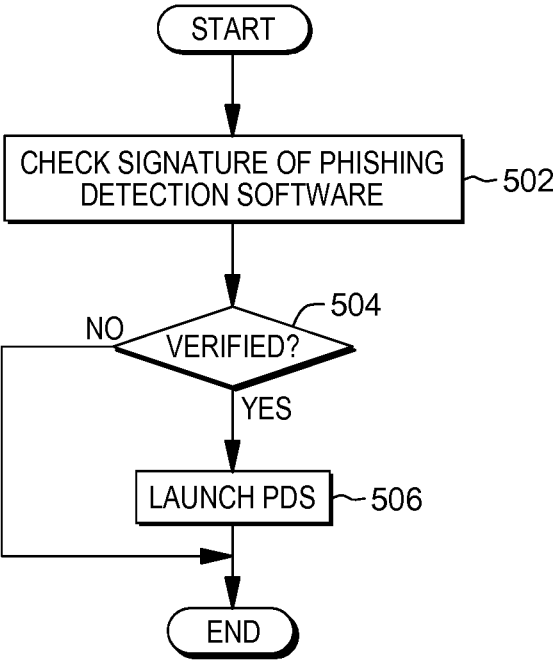 START
CHECK SIGNATURE OF PHISHING
DETECTION SOFTWARE
502
504
NO
VERIFIED?
YES
LAUNCH PDS
506
END